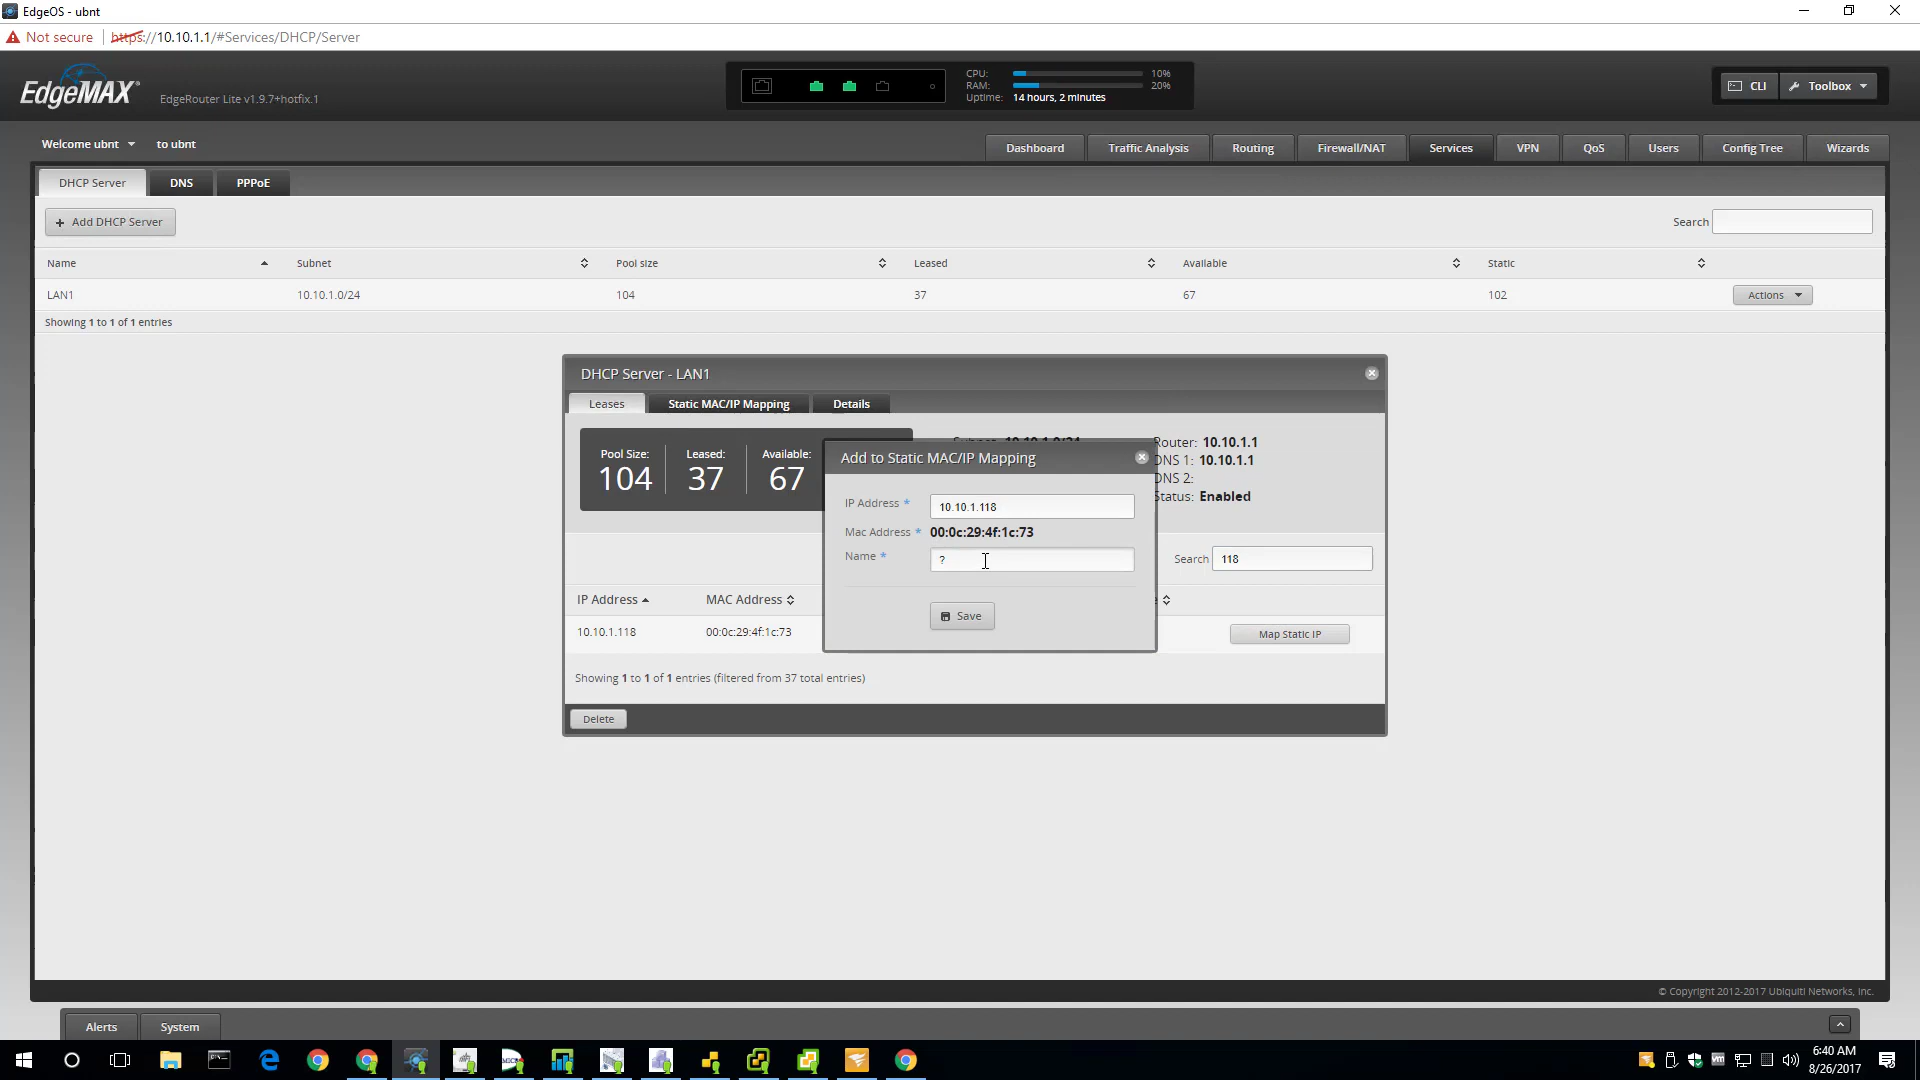 EdgeOS - ubnt
Not secure https://10.10.1.1/#Services/DHCP/Server
EdgeMAX EdgeRouter Lite v1.9.7+hotfix.1
CPU: 10%
RAM: 20%
Uptime: 14 hours, 2 minutes
CLI Toolbox
Welcome ubnt to ubnt
Dashboard Traffic Analysis Routing Firewall/NAT Services VPN QoS Users Config Tree Wizards
DHCP Server DNS PPPoE
+ Add DHCP Server Search
Name Subnet Pool size Leased Available Static
LAN1 10.10.1.0/24 104 37 67 102 Actions
Showing 1 to 1 of 1 entries
DHCP Server - LAN1
Leases Static MAC/IP Mapping Details
Pool Size: Leased: Available:
104 37 67
Router: 10.10.1.1
DNS 1: 10.10.1.1
DNS 2:
Status: Enabled
Add to Static MAC/IP Mapping
IP Address * 10.10.1.118
Mac Address * 00:0c:29:4f:1c:73
Name * ?
Save
Search 118
IP Address MAC Address
10.10.1.118 00:0c:29:4f:1c:73 Map Static IP
Showing 1 to 1 of 1 entries (filtered from 37 total entries)
Delete
© Copyright 2012-2017 Ubiquiti Networks, Inc.
Alerts System
6:40 AM
8/26/2017